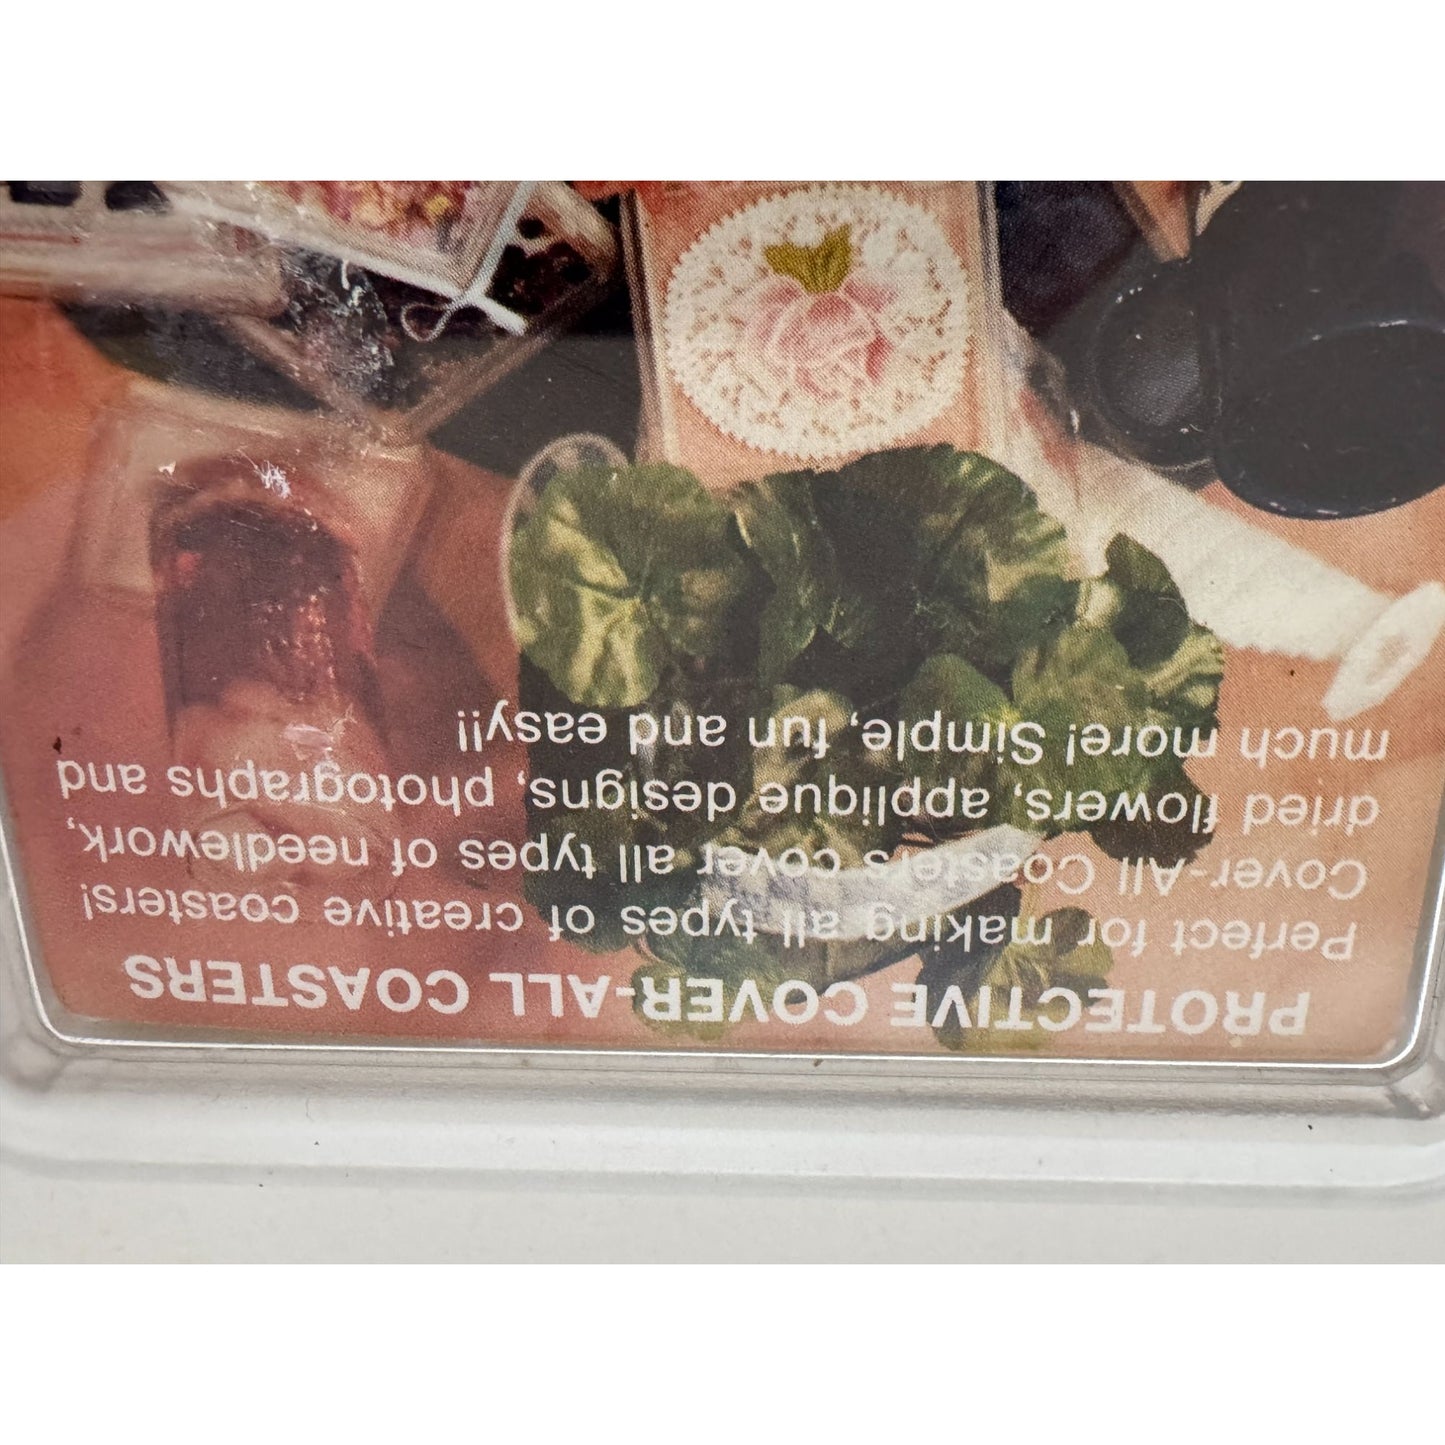 PROTECTIVE COVER-ALL COASTERS
Perfect for making all types of creative coasters!
Cover-All Coasters cover all types of needlework,
dried flowers, applique designs, photographs and
much more! Simple, fun and easy!!